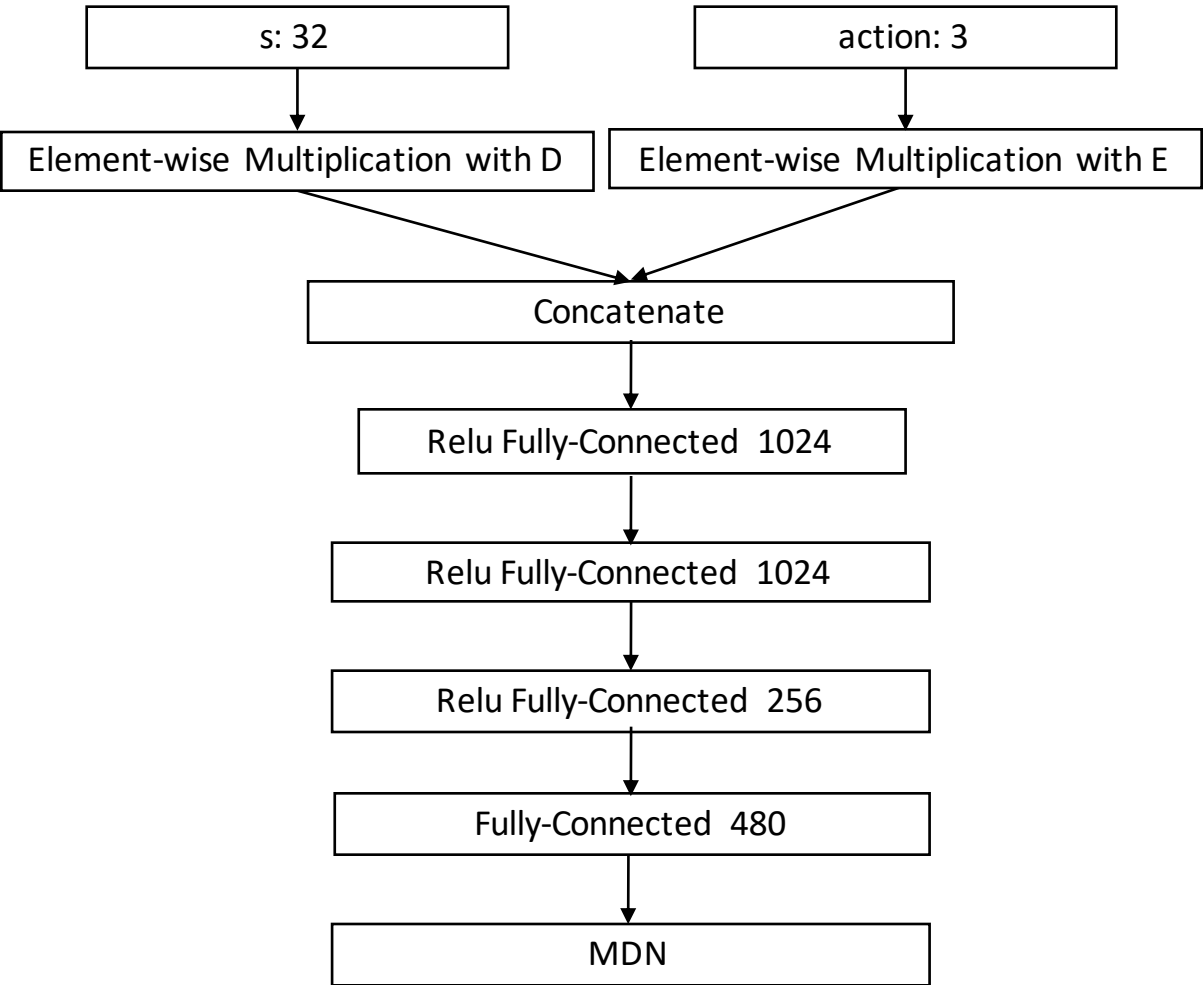 s: 32
action: 3
Element-wise Multiplication with D
Element-wise Multiplication with E
Concatenate
Relu Fully-Connected 1024
Relu Fully-Connected 1024
Relu Fully-Connected 256
Fully-Connected 480
MDN